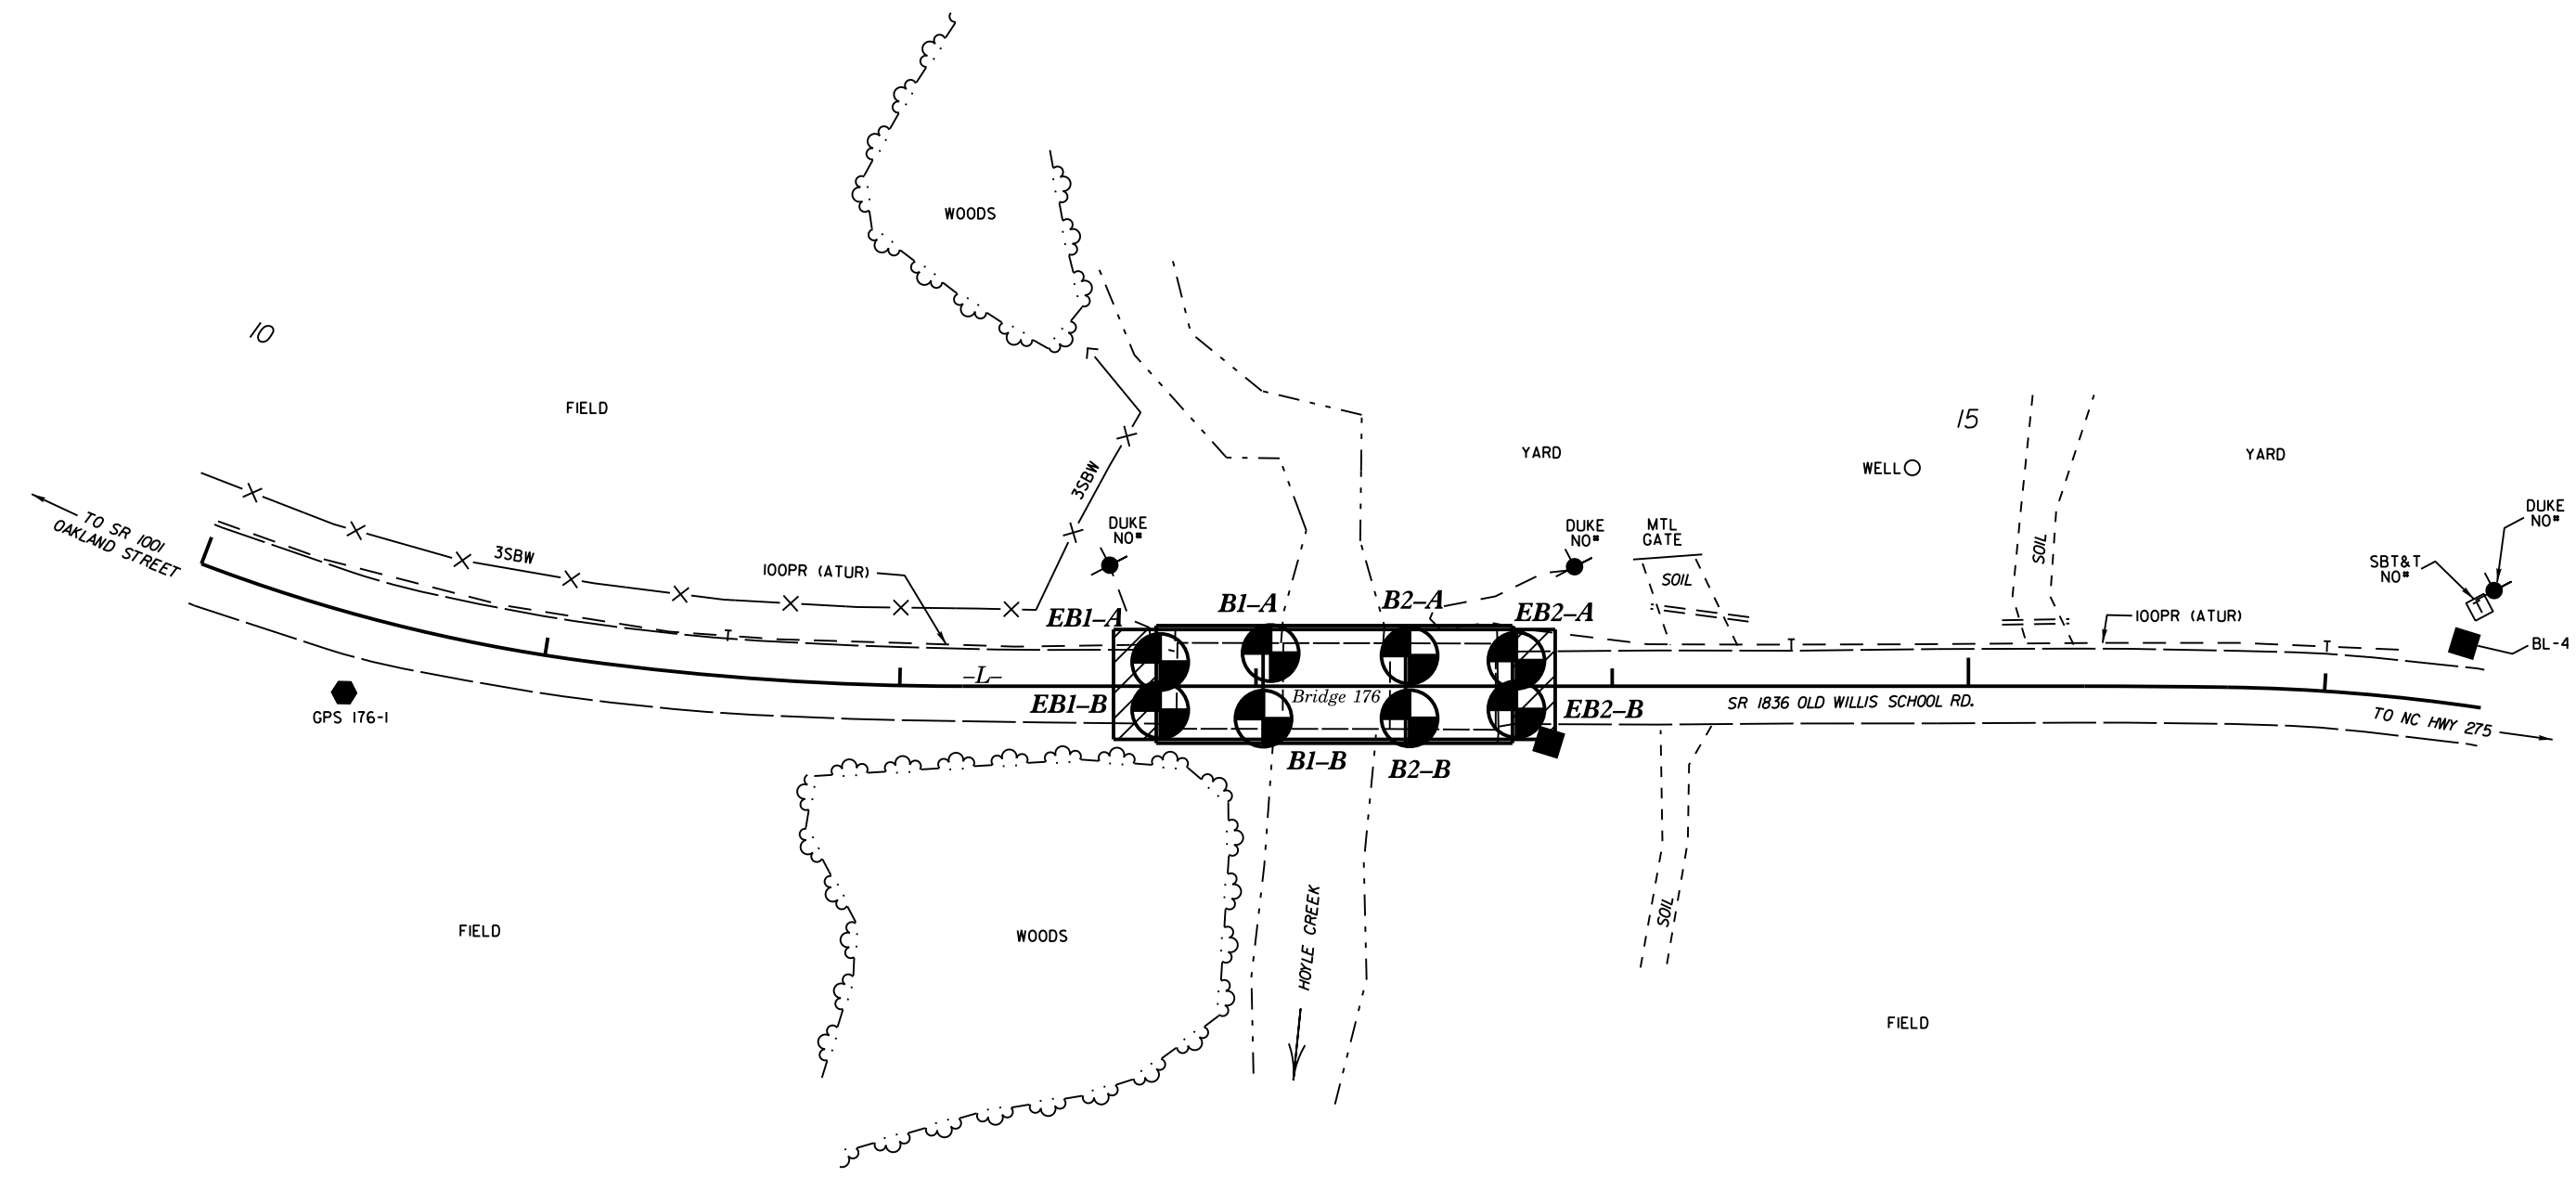 WOODS
10
FIELD
15
YARD
YARD
WELL
3SBW
TO SR 1001
OAKLAND STREET
DUKE
NO*
DUKE
NO*
MTL
GATE
SOIL
SOIL
DUKE
NO*
SBT&T
NO*
3SBW
100PR (ATUR)
EB1–A
B1–A
B2–A
EB2–A
T
T
100PR (ATUR)
T
BL-4
–L–
Bridge 176
EB1–B
EB2–B
SR 1836 OLD WILLIS SCHOOL RD.
GPS 176-1
TO NC HWY 275
B1–B
B2–B
HOYLE CREEK
SOIL
FIELD
WOODS
FIELD